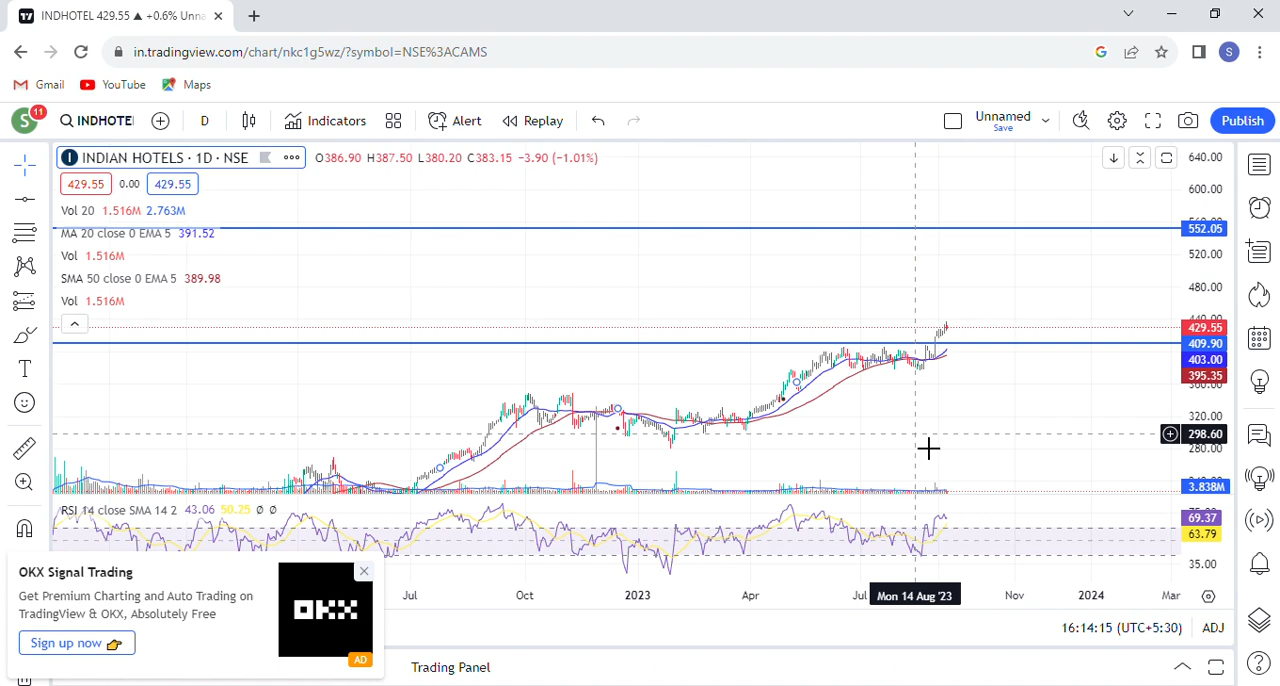 INDHOTEL 429.55 ▲ +0.6% Unna
in.tradingview.com/chart/nkc1g5wz/?symbol=NSE%3ACAMS
S
Gmail YouTube Maps
S 11 INDHOTE D Indicators Alert Replay Unnamed Save Publish
INDIAN HOTELS · 1D · NSE O386.90 H387.50 L380.20 C383.15 −3.90 (−1.01%)
429.55 0.00 429.55
Vol 20 1.516M 2.763M
MA 20 close 0 EMA 5 391.52
Vol 1.516M
SMA 50 close 0 EMA 5 389.98
Vol 1.516M
640.00
600.00
552.05
520.00
480.00
429.55
409.90
403.00
395.35
320.00
298.60
280.00
3.838M
RSI 14 close SMA 14 2 43.06 50.25 Ø Ø
69.37
63.79
35.00
Jul Oct 2023 Apr Jul Mon 14 Aug '23 Nov 2024 Mar
16:14:15 (UTC+5:30) ADJ
Trading Panel
OKX Signal Trading
Get Premium Charting and Auto Trading on
TradingView & OKX, Absolutely Free
Sign up now 👉
OKX
AD